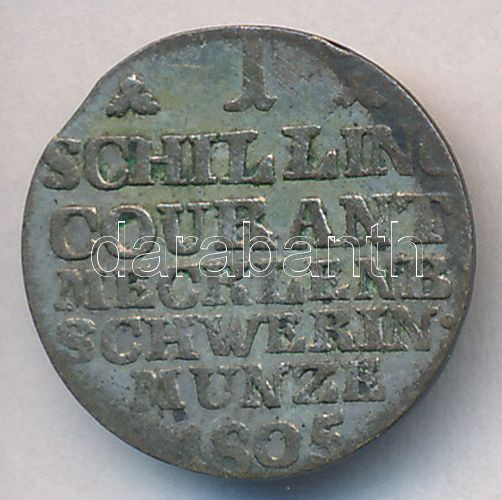 1
SCHILLING
COURANT
MECKLENB
SCHWERIN·
MUNZE
1805
darabanth